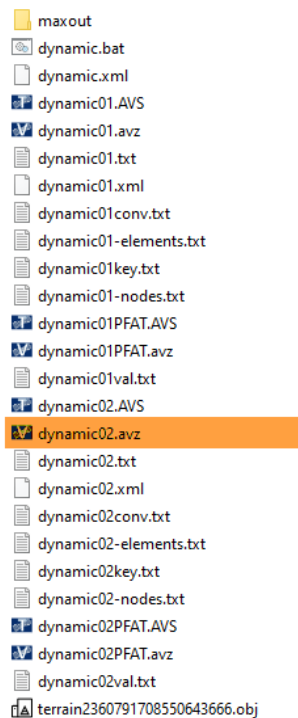 maxout
dynamic.bat
dynamic.xml
dynamic01.AVS
dynamic01.avz
dynamic01.txt
dynamic01.xml
dynamic01conv.txt
dynamic01-elements.txt
dynamic01key.txt
dynamic01-nodes.txt
dynamic01PFAT.AVS
dynamic01PFAT.avz
dynamic01val.txt
dynamic02.AVS
dynamic02.avz
dynamic02.txt
dynamic02.xml
dynamic02conv.txt
dynamic02-elements.txt
dynamic02key.txt
dynamic02-nodes.txt
dynamic02PFAT.AVS
dynamic02PFAT.avz
dynamic02val.txt
terrain2360791708550643666.obj